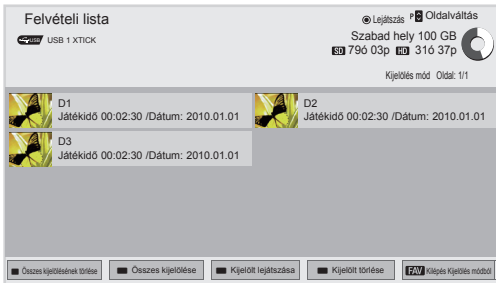 Felvételi lista
Lejátszás P Oldalváltás
USB USB 1 XTICK
Szabad hely 100 GB
SD 79ó 03p HD 31ó 37p
Kijelölés mód Oldal: 1/1
D1
Játékidő 00:02:30 /Dátum: 2010.01.01
D2
Játékidő 00:02:30 /Dátum: 2010.01.01
D3
Játékidő 00:02:30 /Dátum: 2010.01.01
Összes kijelölésének törlése
Összes kijelölése
Kijelölt lejátszása
Kijelölt törlése
FAV Kilépés Kijelölés módból